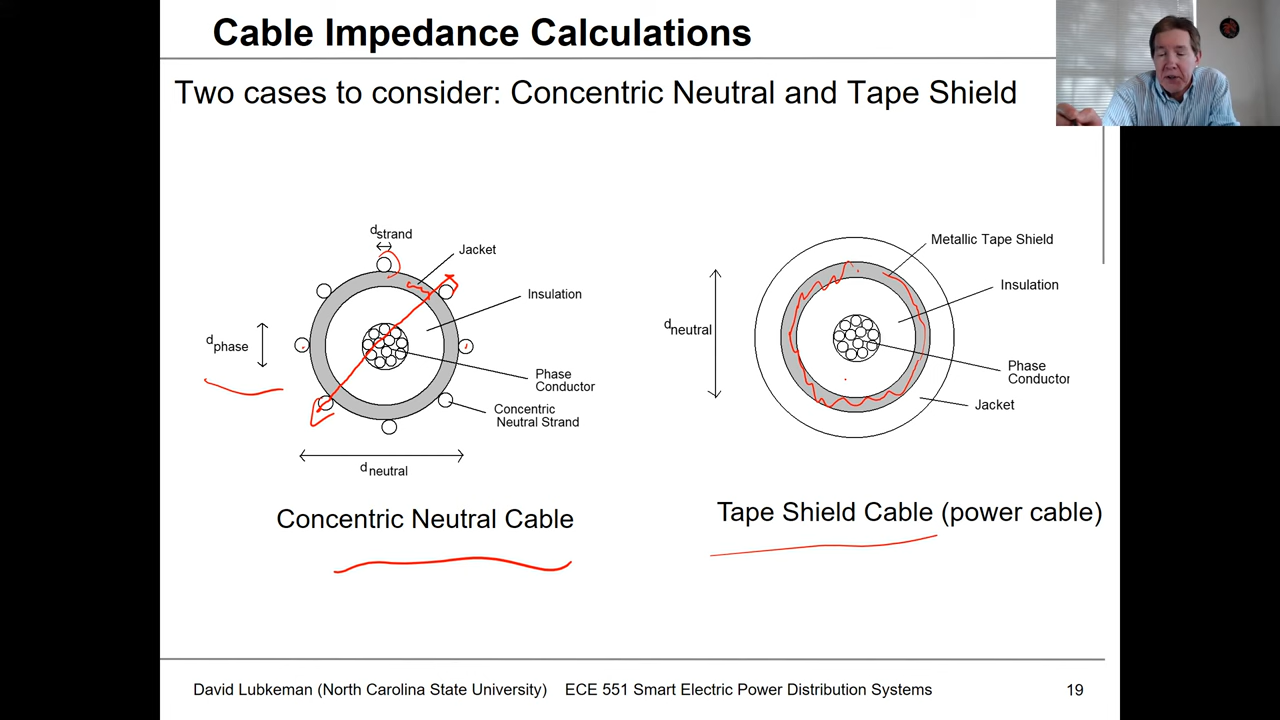 Cable Impedance Calculations
Two cases to consider: Concentric Neutral and Tape Shield
dstrand
Jacket
Insulation
dphase
Phase
Conductor
Concentric
Neutral Strand
dneutral
Concentric Neutral Cable
Metallic Tape Shield
Insulation
dneutral
Phase
Conductor
Jacket
Tape Shield Cable (power cable)
David Lubkeman (North Carolina State University) ECE 551 Smart Electric Power Distribution Systems 19